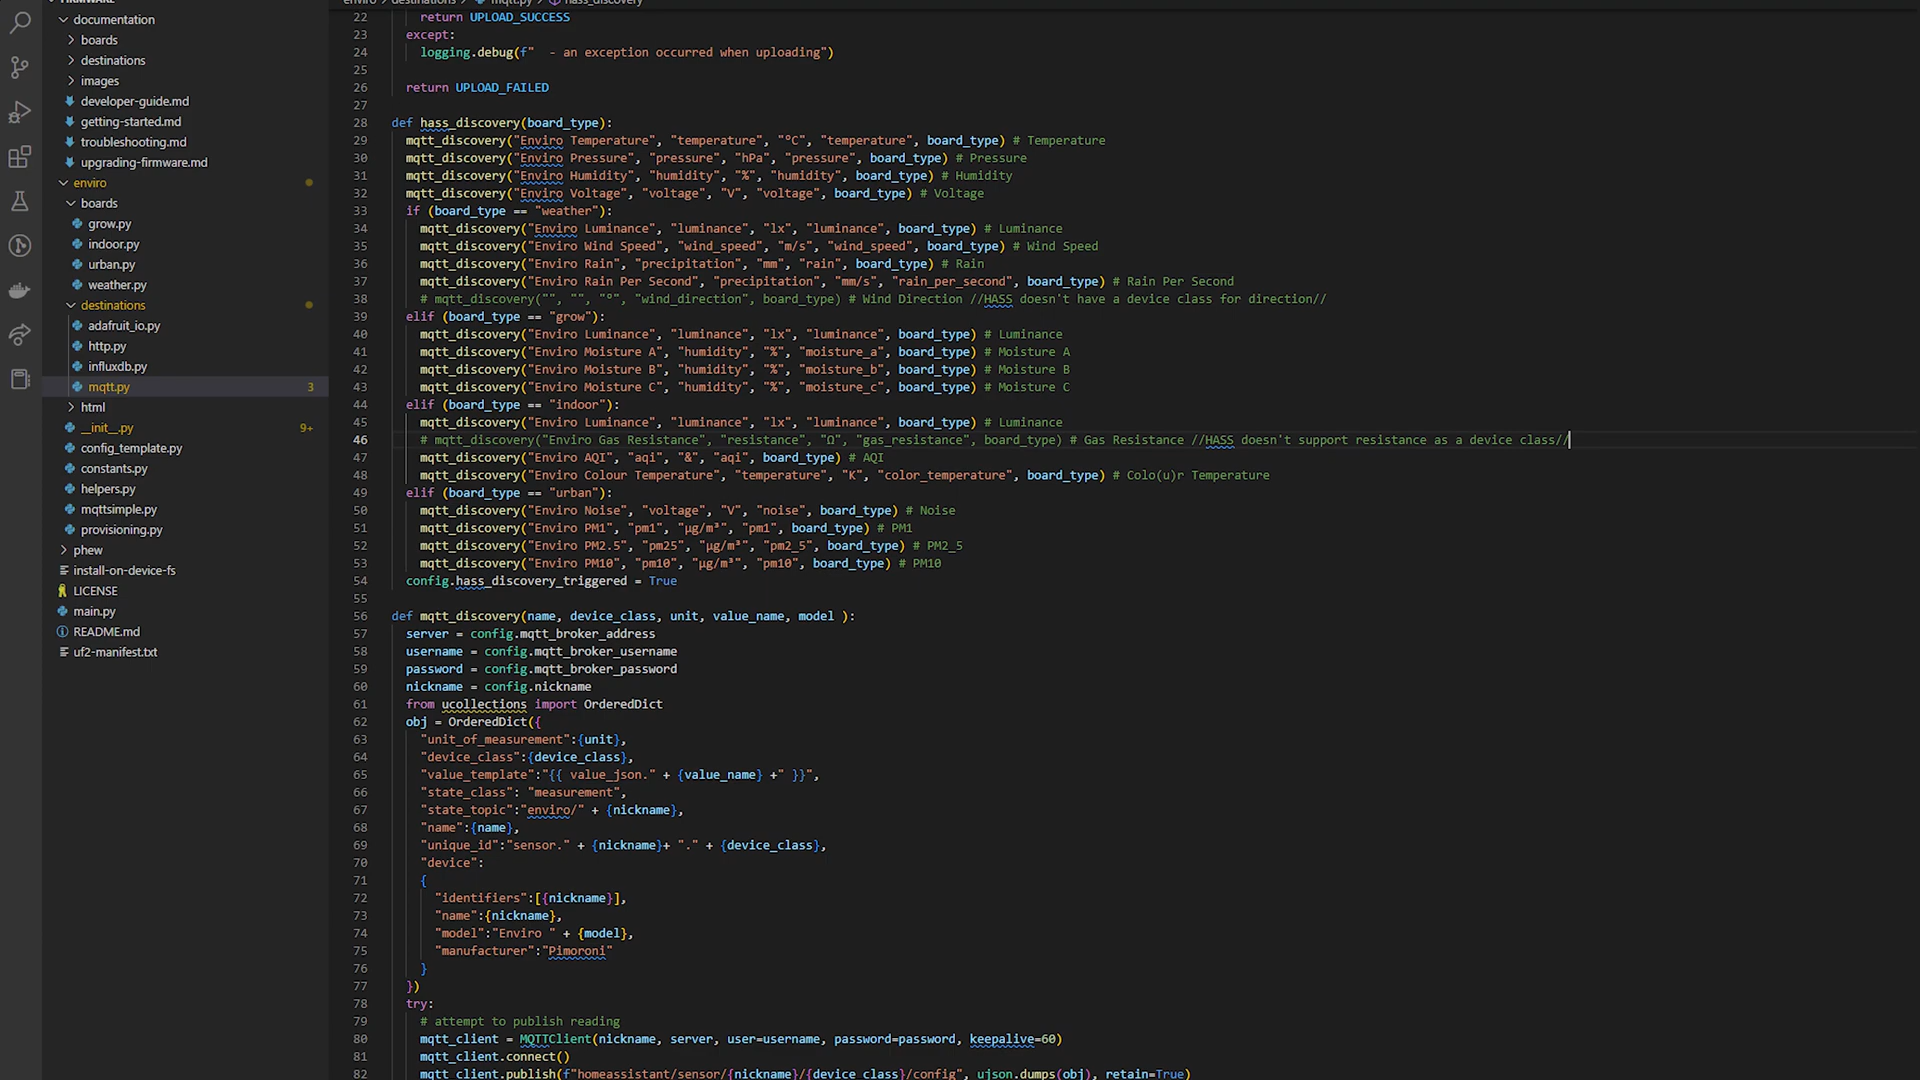 FIRMWARE
documentation
boards
destinations
images
developer-guide.md
getting-started.md
troubleshooting.md
upgrading-firmware.md
enviro
boards
grow.py
indoor.py
urban.py
weather.py
destinations
adafruit_io.py
http.py
influxdb.py
mqtt.py 3
html
__init__.py 9+
config_template.py
constants.py
helpers.py
mqttsimple.py
provisioning.py
phew
install-on-device-fs
LICENSE
main.py
README.md
uf2-manifest.txt
enviro > destinations > mqtt.py > hass_discovery
22 return UPLOAD_SUCCESS
23 except:
24 logging.debug(f"  - an exception occurred when uploading")
25
26 return UPLOAD_FAILED
27
28 def hass_discovery(board_type):
29 mqtt_discovery("Enviro Temperature", "temperature", "°C", "temperature", board_type) # Temperature
30 mqtt_discovery("Enviro Pressure", "pressure", "hPa", "pressure", board_type) # Pressure
31 mqtt_discovery("Enviro Humidity", "humidity", "%", "humidity", board_type) # Humidity
32 mqtt_discovery("Enviro Voltage", "voltage", "V", "voltage", board_type) # Voltage
33 if (board_type == "weather"):
34 mqtt_discovery("Enviro Luminance", "luminance", "lx", "luminance", board_type) # Luminance
35 mqtt_discovery("Enviro Wind Speed", "wind_speed", "m/s", "wind_speed", board_type) # Wind Speed
36 mqtt_discovery("Enviro Rain", "precipitation", "mm", "rain", board_type) # Rain
37 mqtt_discovery("Enviro Rain Per Second", "precipitation", "mm/s", "rain_per_second", board_type) # Rain Per Second
38 # mqtt_discovery("", "", "°", "wind_direction", board_type) # Wind Direction //HASS doesn't have a device class for direction//
39 elif (board_type == "grow"):
40 mqtt_discovery("Enviro Luminance", "luminance", "lx", "luminance", board_type) # Luminance
41 mqtt_discovery("Enviro Moisture A", "humidity", "%", "moisture_a", board_type) # Moisture A
42 mqtt_discovery("Enviro Moisture B", "humidity", "%", "moisture_b", board_type) # Moisture B
43 mqtt_discovery("Enviro Moisture C", "humidity", "%", "moisture_c", board_type) # Moisture C
44 elif (board_type == "indoor"):
45 mqtt_discovery("Enviro Luminance", "luminance", "lx", "luminance", board_type) # Luminance
46 # mqtt_discovery("Enviro Gas Resistance", "resistance", "Ω", "gas_resistance", board_type) # Gas Resistance //HASS doesn't support resistance as a device class//
47 mqtt_discovery("Enviro AQI", "aqi", "&", "aqi", board_type) # AQI
48 mqtt_discovery("Enviro Colour Temperature", "temperature", "K", "color_temperature", board_type) # Colo(u)r Temperature
49 elif (board_type == "urban"):
50 mqtt_discovery("Enviro Noise", "voltage", "V", "noise", board_type) # Noise
51 mqtt_discovery("Enviro PM1", "pm1", "µg/m³", "pm1", board_type) # PM1
52 mqtt_discovery("Enviro PM2.5", "pm25", "µg/m³", "pm2_5", board_type) # PM2_5
53 mqtt_discovery("Enviro PM10", "pm10", "µg/m³", "pm10", board_type) # PM10
54 config.hass_discovery_triggered = True
55
56 def mqtt_discovery(name, device_class, unit, value_name, model ):
57 server = config.mqtt_broker_address
58 username = config.mqtt_broker_username
59 password = config.mqtt_broker_password
60 nickname = config.nickname
61 from ucollections import OrderedDict
62 obj = OrderedDict({
63 "unit_of_measurement":{unit},
64 "device_class":{device_class},
65 "value_template":"{{ value_json." + {value_name} +" }}",
66 "state_class": "measurement",
67 "state_topic":"enviro/" + {nickname},
68 "name":{name},
69 "unique_id":"sensor." + {nickname}+ "." + {device_class},
70 "device":
71 {
72 "identifiers":[{nickname}],
73 "name":{nickname},
74 "model":"Enviro " + {model},
75 "manufacturer":"Pimoroni"
76 }
77 })
78 try:
79 # attempt to publish reading
80 mqtt_client = MQTTClient(nickname, server, user=username, password=password, keepalive=60)
81 mqtt_client.connect()
82 mqtt_client.publish(f"homeassistant/sensor/{nickname}/{device_class}/config", ujson.dumps(obj), retain=True)